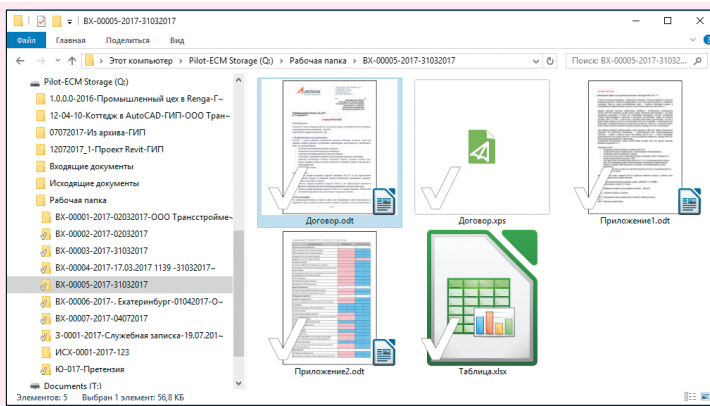 ВХ-00005-2017-31032017
Файл Главная Поделиться Вид
Этот компьютер › Pilot-ECM Storage (Q:) › Рабочая папка › ВХ-00005-2017-31032017
Поиск: ВХ-00005-2017-31032...
Pilot-ECM Storage (Q:)
1.0.0.0-2016-Промышленный цех в Renga-Г~
12-04-10-Коттедж в AutoCAD-ГИП-ООО Тран~
07072017-Из архива-ГИП
12072017_1-Проект Revit-ГИП
Входящие документы
Исходящие документы
Рабочая папка
ВХ-00001-2017-02032017-ООО Трансстройме~
ВХ-00002-2017-02032017
ВХ-00003-2017-31032017
ВХ-00004-2017-17.03.2017 1139 -31032017~
ВХ-00005-2017-31032017
ВХ-00006-2017-. Екатеринбург-01042017-О~
ВХ-00007-2017-04072017
З-0001-2017-Служебная записка-19.07.201~
ИСХ-0001-2017-123
Ю-017-Претензия
Documents (T:)
Договор.odt
Договор.xps
Приложение1.odt
Приложение2.odt
Таблица.xlsx
Элементов: 5 Выбран 1 элемент: 56,8 КБ